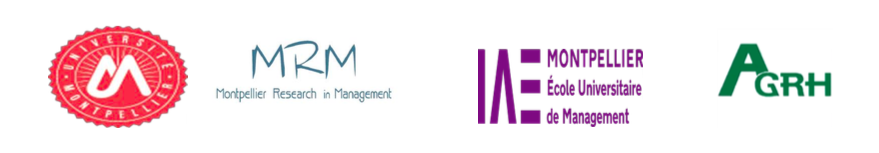 UNIVERSITÉ
MONTPELLIER
MRM
Montpellier Research in Management
IAE MONTPELLIER
École Universitaire
de Management
AGRH